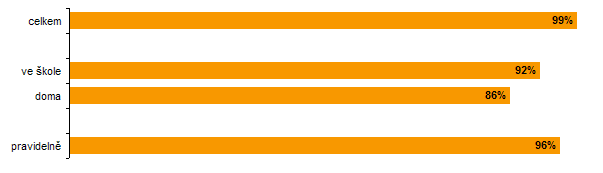 celkem 99%
ve škole 92%
doma 86%
pravidelně 96%